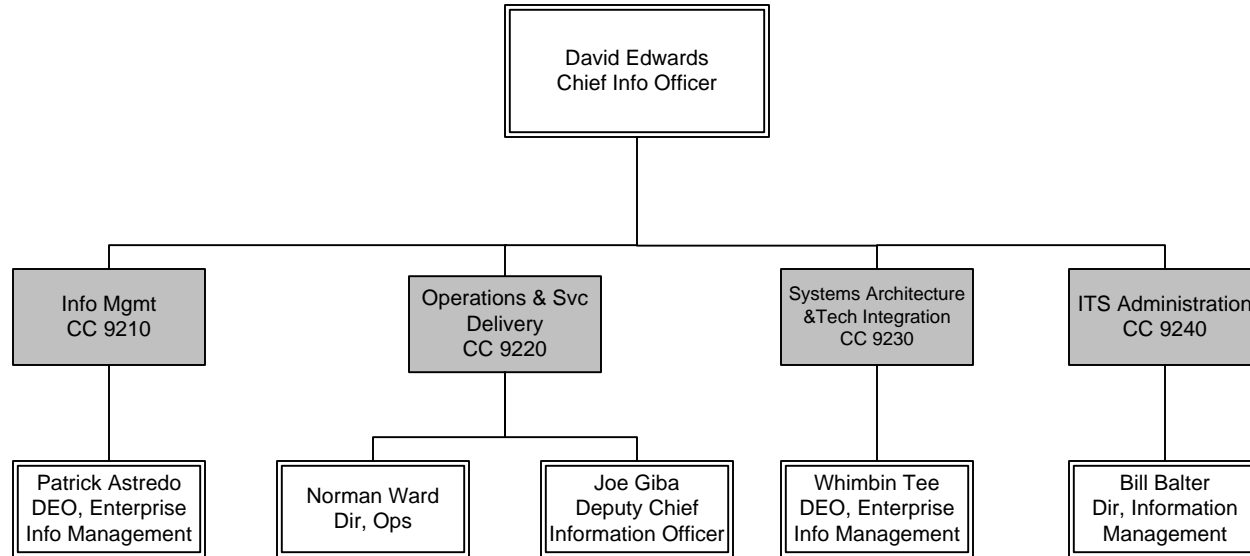 David Edwards
Chief Info Officer
Info Mgmt
CC 9210
Operations & Svc
Delivery
CC 9220
Systems Architecture
&Tech Integration
CC 9230
ITS Administration
CC 9240
Patrick Astredo
DEO, Enterprise
Info Management
Norman Ward
Dir, Ops
Joe Giba
Deputy Chief
Information Officer
Whimbin Tee
DEO, Enterprise
Info Management
Bill Balter
Dir, Information
Management